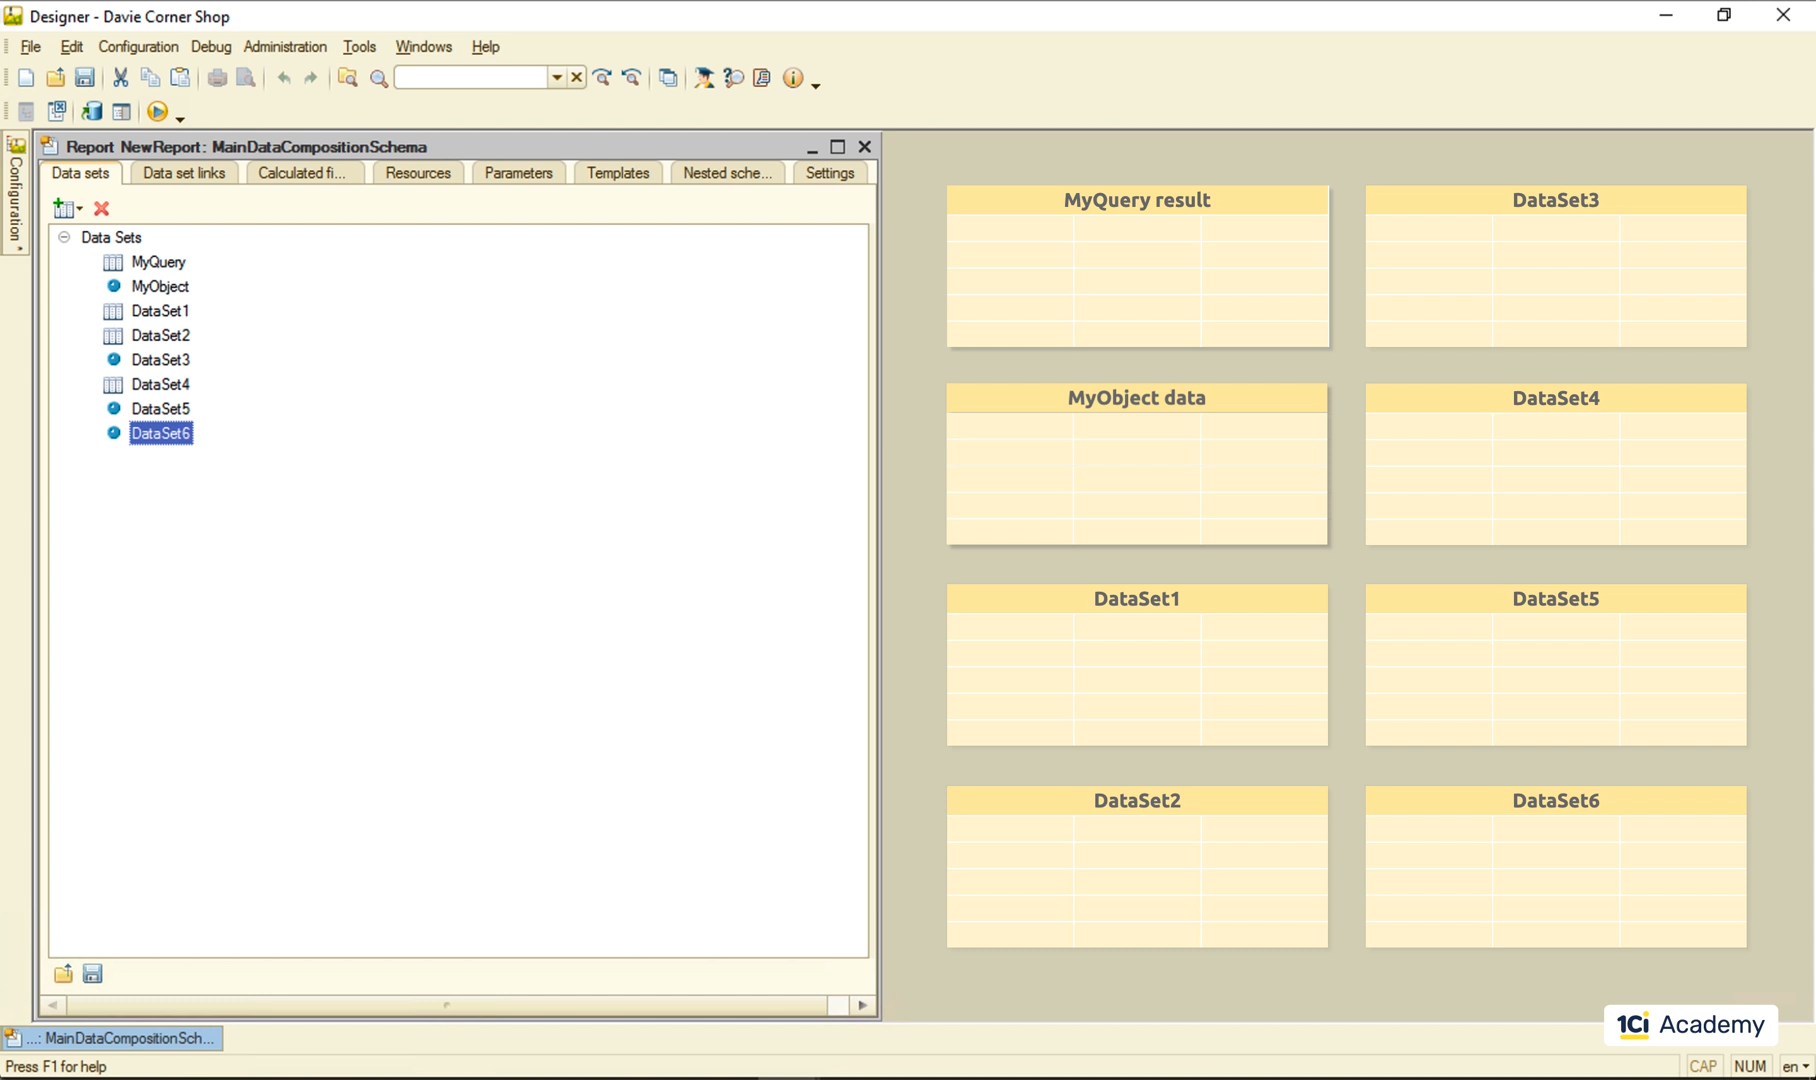 Designer - Davie Corner Shop
File Edit Configuration Debug Administration Tools Windows Help
Configuration
Report NewReport: MainDataCompositionSchema
Data sets Data set links Calculated fi... Resources Parameters Templates Nested sche... Settings
Data Sets
MyQuery
MyObject
DataSet1
DataSet2
DataSet3
DataSet4
DataSet5
DataSet6
MyQuery result
DataSet3
MyObject data
DataSet4
DataSet1
DataSet5
DataSet2
DataSet6
1Ci Academy
...: MainDataCompositionSch...
Press F1 for help
CAP NUM en